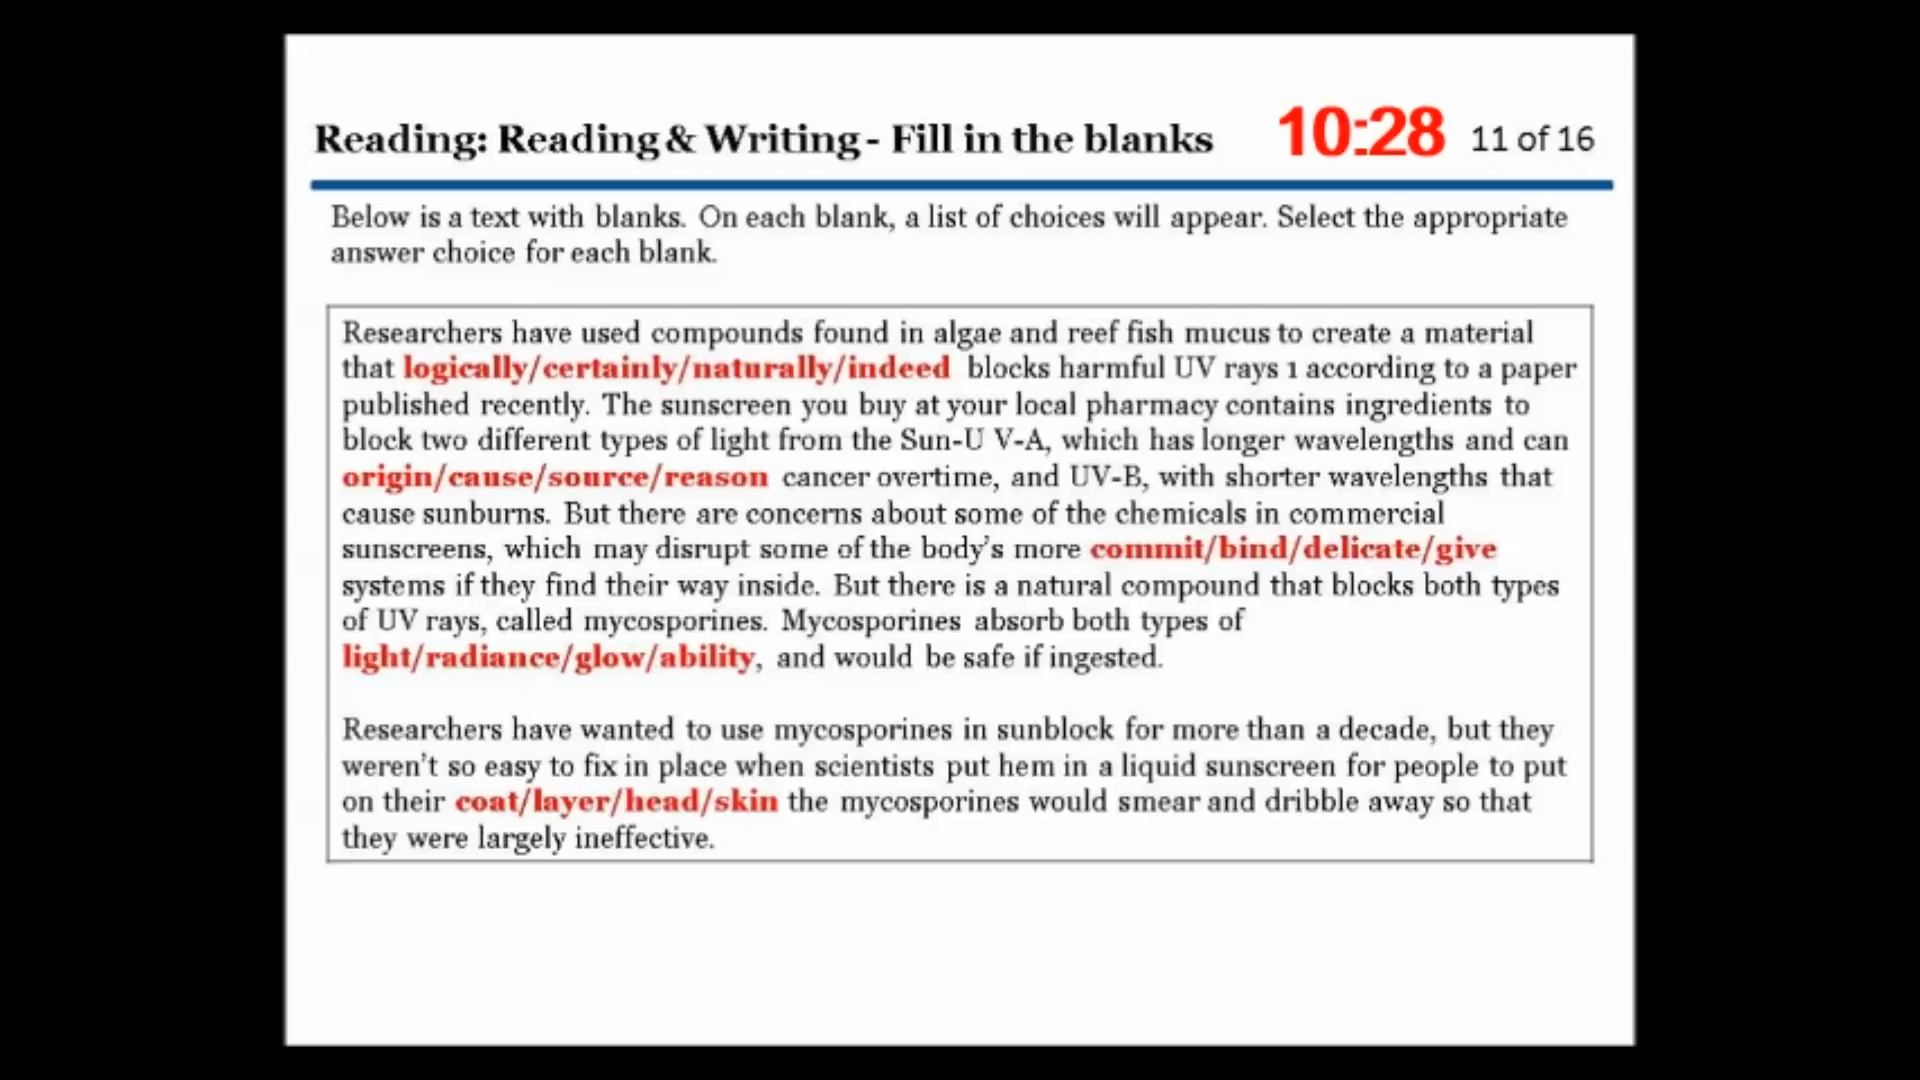 Reading: Reading & Writing - Fill in the blanks
10:28
11 of 16
Below is a text with blanks. On each blank, a list of choices will appear. Select the appropriate
answer choice for each blank.
Researchers have used compounds found in algae and reef fish mucus to create a material
that logically/certainly/naturally/indeed blocks harmful UV rays 1 according to a paper
published recently. The sunscreen you buy at your local pharmacy contains ingredients to
block two different types of light from the Sun-U V-A, which has longer wavelengths and can
origin/cause/source/reason cancer overtime, and UV-B, with shorter wavelengths that
cause sunburns. But there are concerns about some of the chemicals in commercial
sunscreens, which may disrupt some of the body's more commit/bind/delicate/give
systems if they find their way inside. But there is a natural compound that blocks both types
of UV rays, called mycosporines. Mycosporines absorb both types of
light/radiance/glow/ability, and would be safe if ingested.
Researchers have wanted to use mycosporines in sunblock for more than a decade, but they
weren't so easy to fix in place when scientists put hem in a liquid sunscreen for people to put
on their coat/layer/head/skin the mycosporines would smear and dribble away so that
they were largely ineffective.